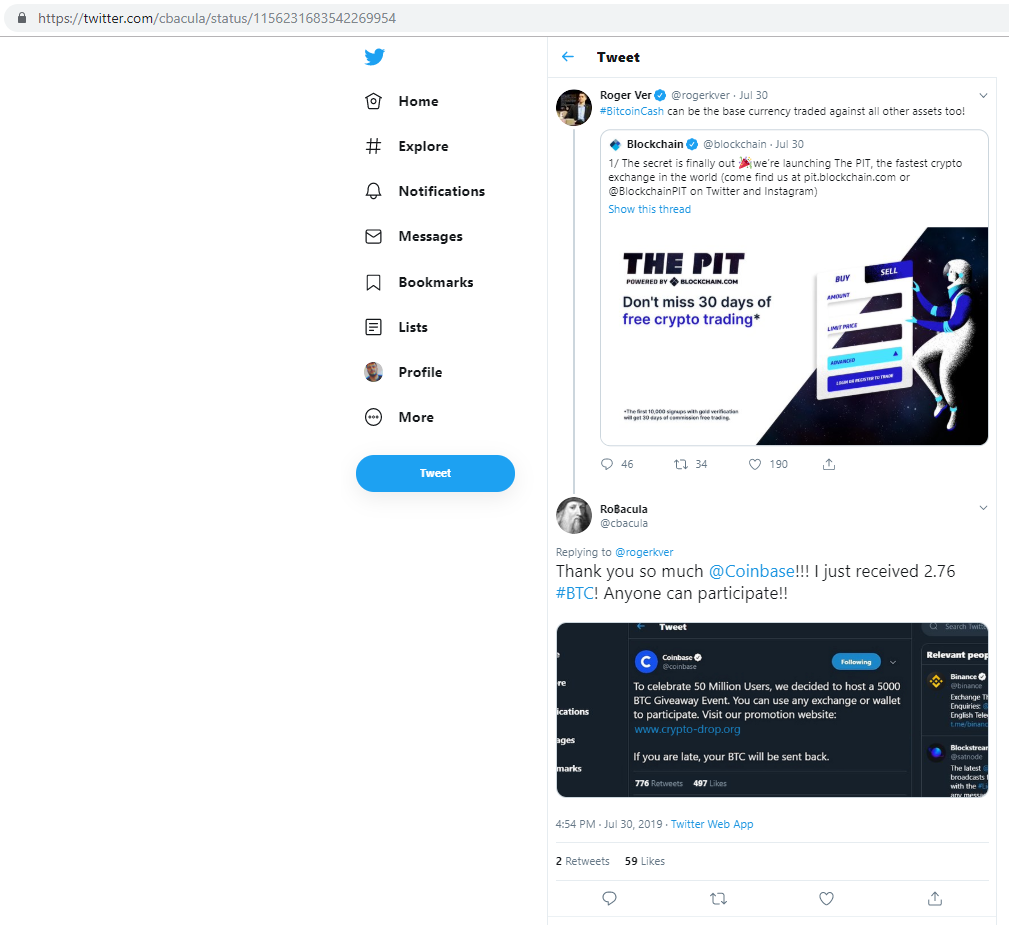 https://twitter.com/cbacula/status/1156231683542269954
Home
Explore
Notifications
Messages
Bookmarks
Lists
Profile
More
Tweet
Tweet
Roger Ver @rogerkver · Jul 30
#BitcoinCash can be the base currency traded against all other assets too!
Blockchain @blockchain · Jul 30
1/ The secret is finally out 🎉we're launching The PIT, the fastest crypto
exchange in the world (come find us at pit.blockchain.com or
@BlockchainPIT on Twitter and Instagram)
Show this thread
THE PIT
POWERED BY BLOCKCHAIN.COM
Don't miss 30 days of
free crypto trading*
*The first 10,000 signups with gold verification
will get 30 days of commission free trading.
BUY
SELL
AMOUNT
LIMIT PRICE
ADVANCED
LOGIN OR REGISTER TO TRADE
46 34 190
RoɃacula
@cbacula
Replying to @rogerkver
Thank you so much @Coinbase!!! I just received 2.76
#BTC! Anyone can participate!!
Tweet
Search Twitte
re
ications
ages
marks
C
Coinbase
@coinbase
Following
To celebrate 50 Million Users, we decided to host a 5000
BTC Giveaway Event. You can use any exchange or wallet
to participate. Visit our promotion website:
www.crypto-drop.org
If you are late, your BTC will be sent back.
776 Retweets 497 Likes
Relevant peop
Binance
@binance
Exchange Th
Enquiries: @
English Teleg
t.me/binanc
Blockstream
@satnode
The latest @
broadcasts
with the
any messag
4:54 PM · Jul 30, 2019 · Twitter Web App
2 Retweets 59 Likes